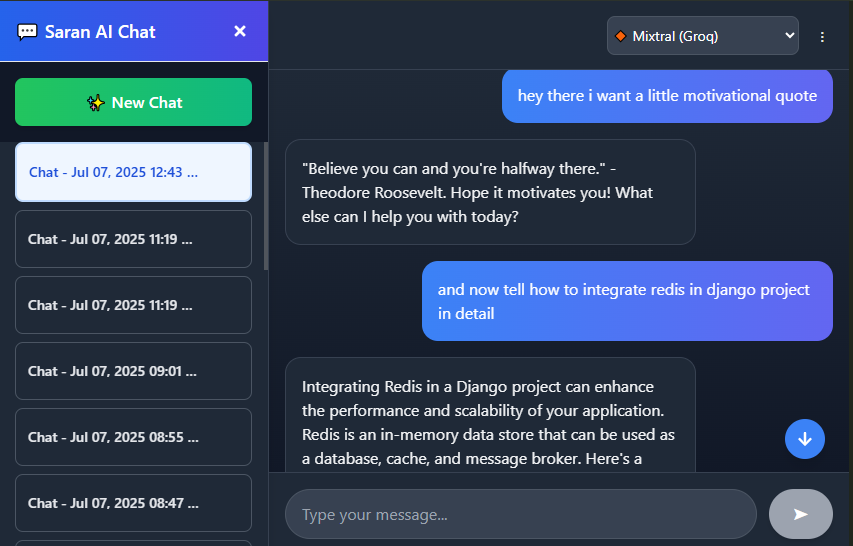 Saran AI Chat
New Chat
Chat - Jul 07, 2025 12:43 ...
Chat - Jul 07, 2025 11:19 ...
Chat - Jul 07, 2025 11:19 ...
Chat - Jul 07, 2025 09:01 ...
Chat - Jul 07, 2025 08:55 ...
Chat - Jul 07, 2025 08:47 ...
Mixtral (Groq)
hey there i want a little motivational quote
"Believe you can and you're halfway there." -
Theodore Roosevelt. Hope it motivates you! What
else can I help you with today?
and now tell how to integrate redis in django project
in detail
Integrating Redis in a Django project can enhance
the performance and scalability of your application.
Redis is an in-memory data store that can be used as
a database, cache, and message broker. Here's a
Type your message...